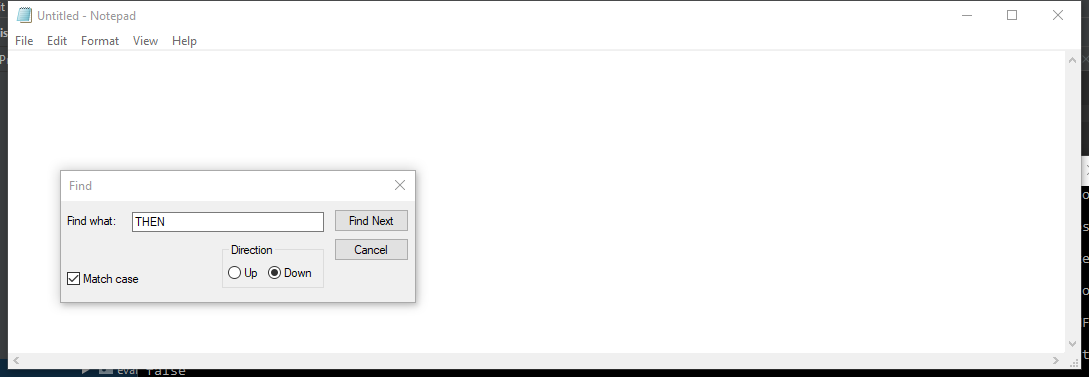 Untitled - Notepad
File Edit Format View Help
Find
Find what: THEN Find Next
Direction Cancel
Up Down
Match case
eval false